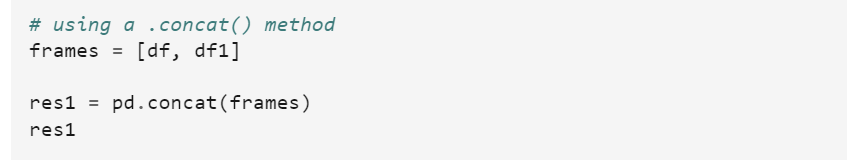 # using a .concat() method
frames = [df, df1]
res1 = pd.concat(frames)
res1